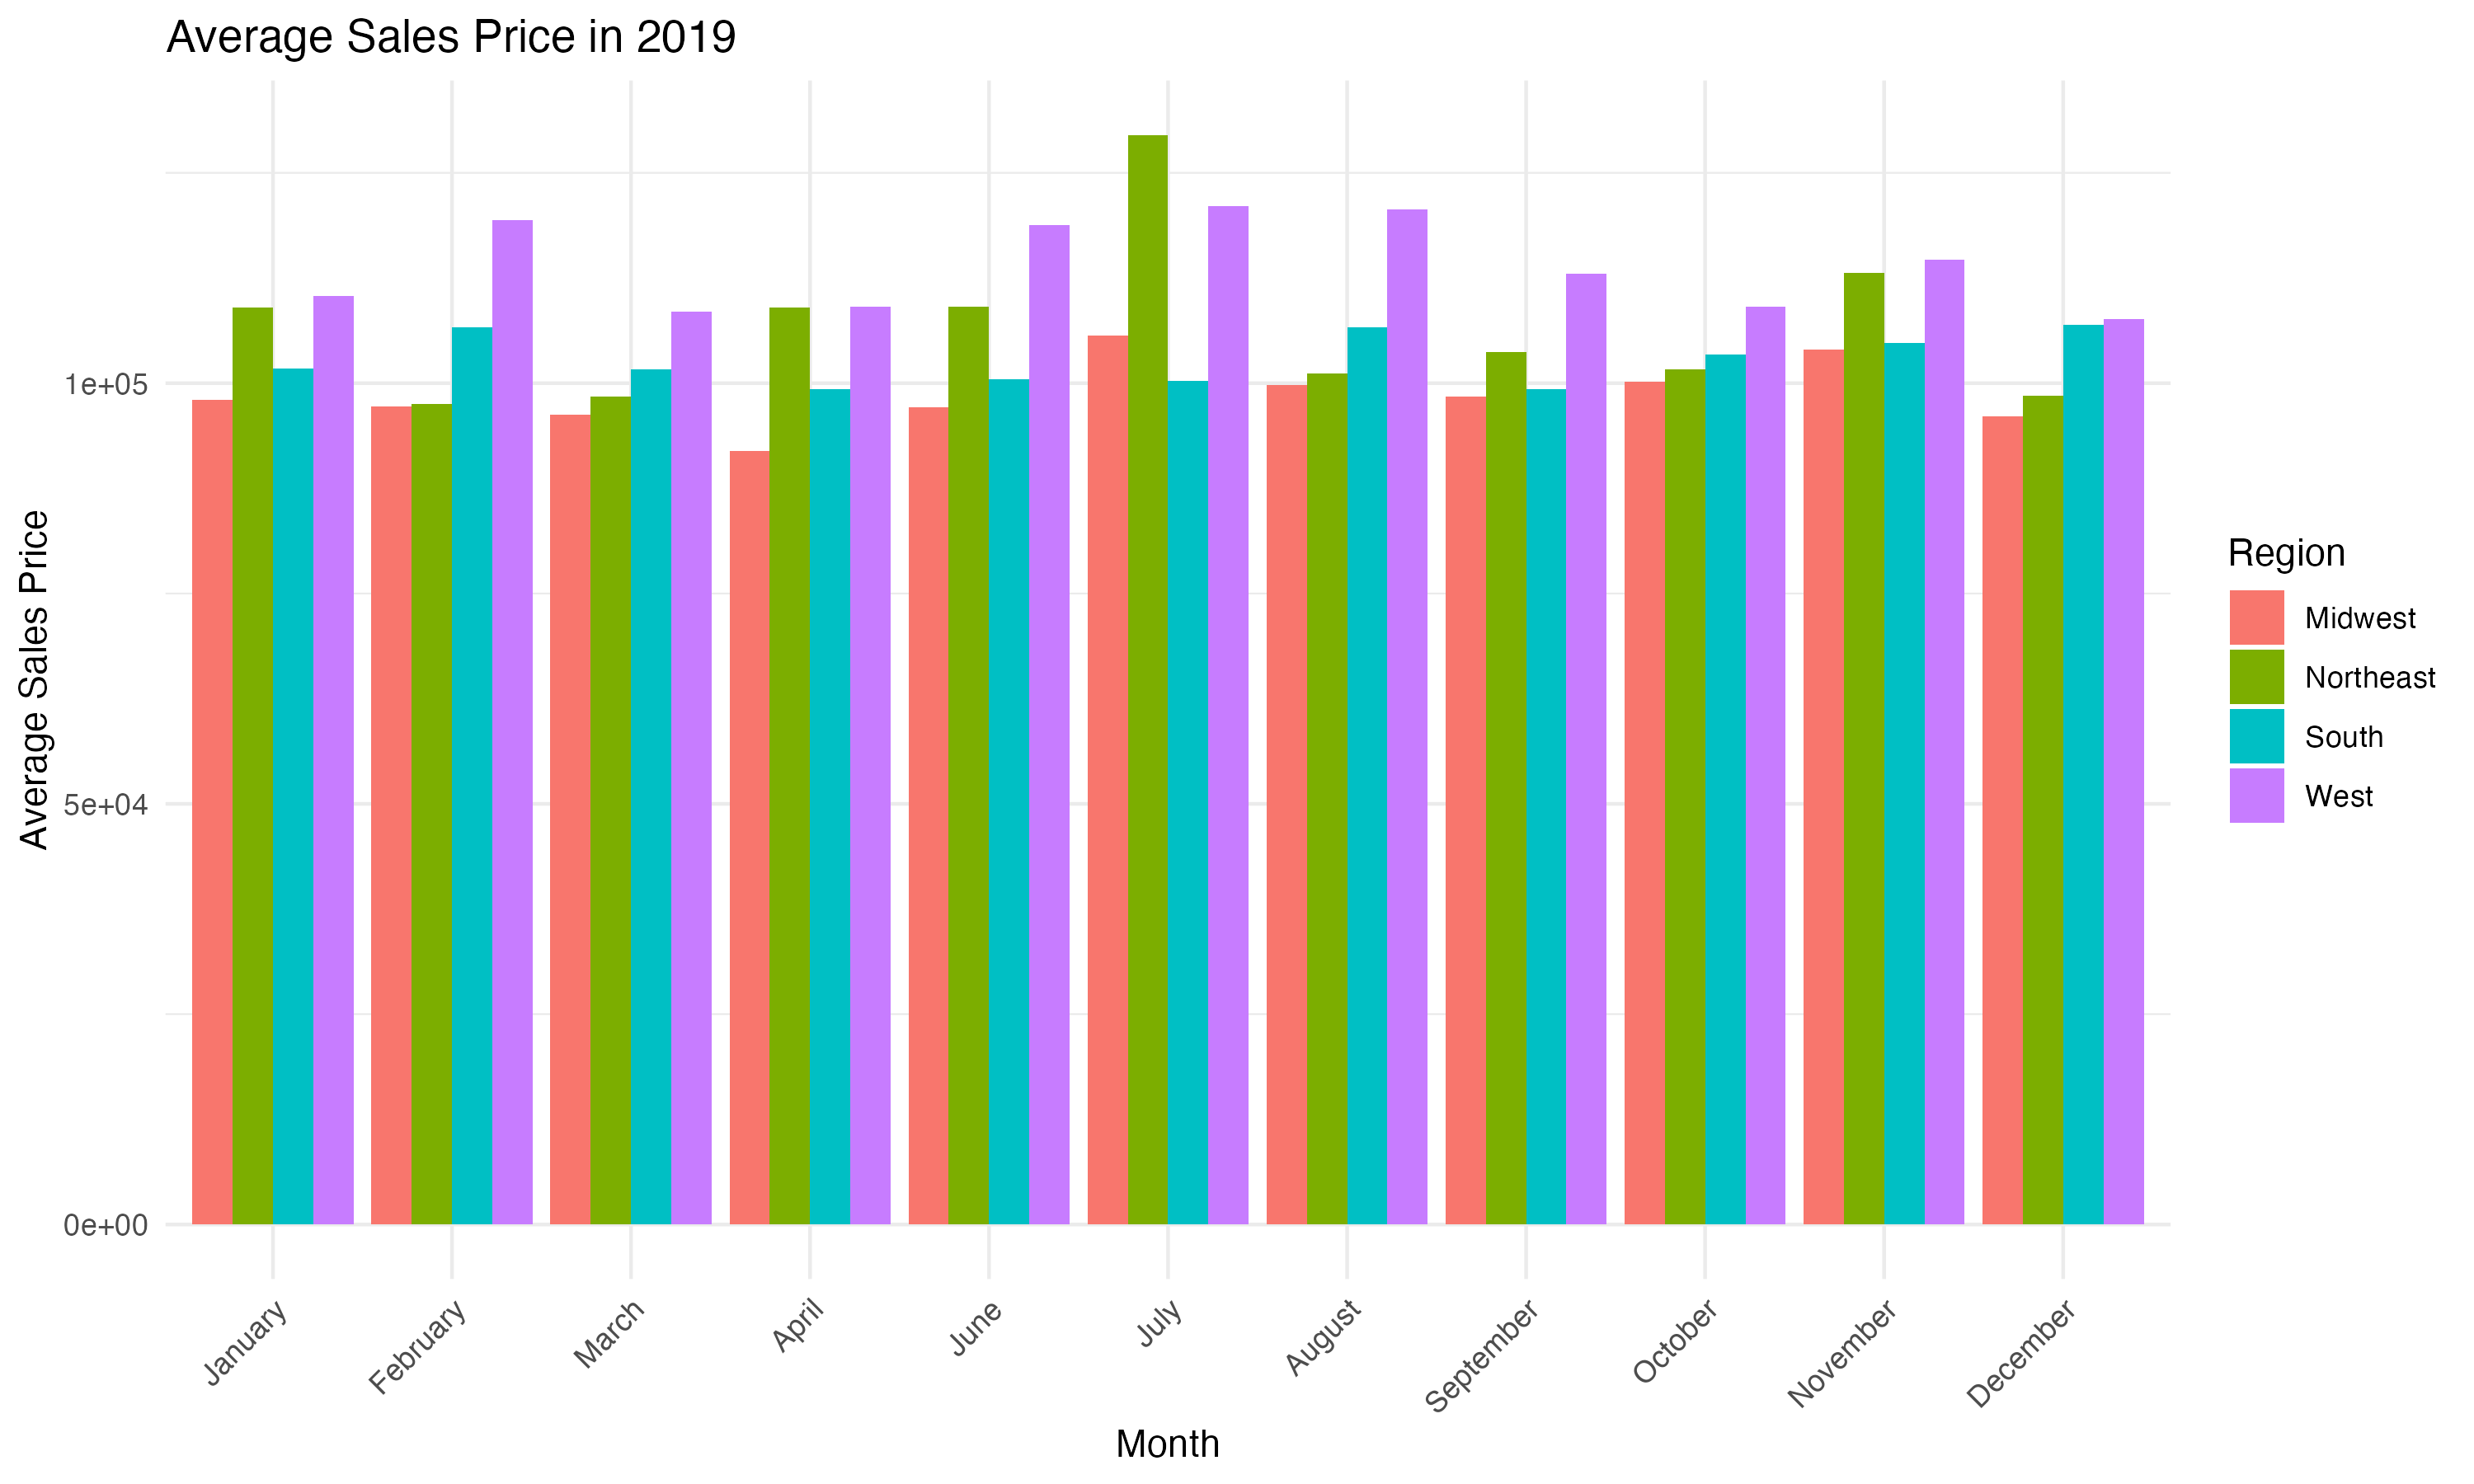 Average Sales Price in 2019
Average Sales Price
1e+05
5e+04
0e+00
January
February
March
April
June
July
August
September
October
November
December
Month
Region
Midwest
Northeast
South
West